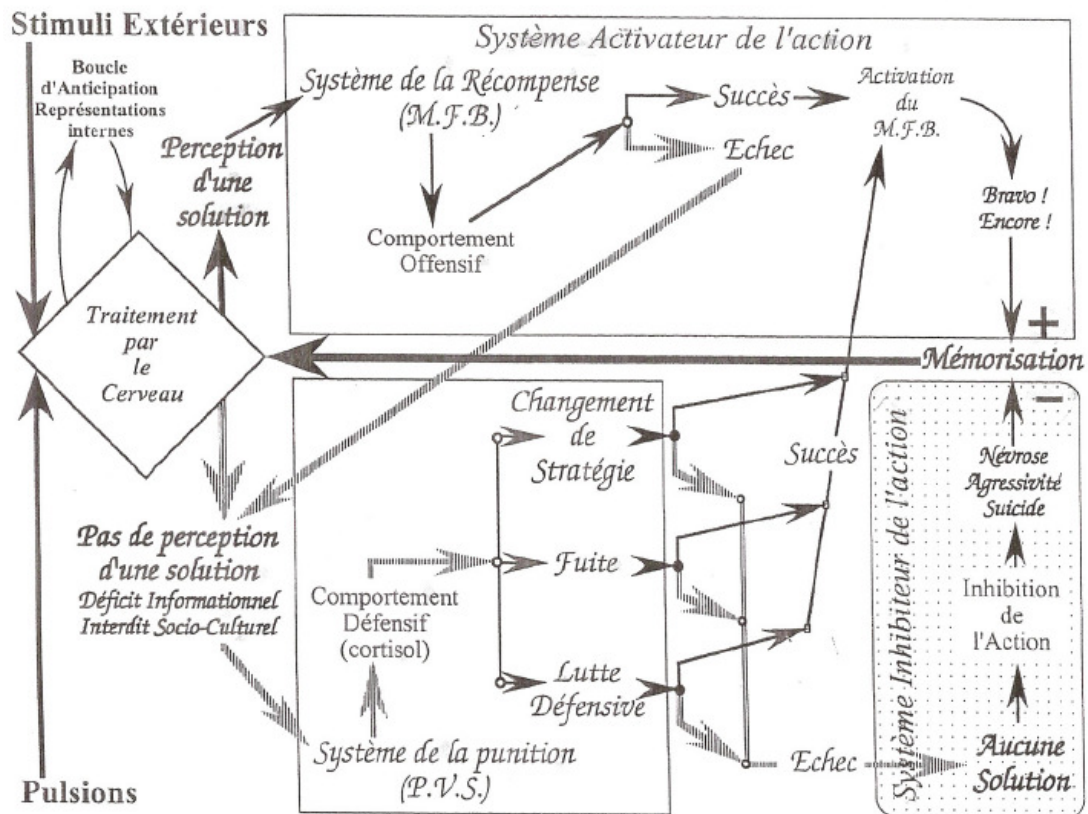 Stimuli Extérieurs
Boucle
d'Anticipation
Représentations
internes
Perception
d'une
solution
Traitement
par
le
Cerveau
Pas de perception
d'une solution
Déficit Informationnel
Interdit Socio-Culturel
Pulsions
Système Activateur de l'action
Système de la Récompense
(M.F.B.)
Comportement
Offensif
Succès
Echec
Activation
du
M.F.B.
Bravo !
Encore !
+
Mémorisation
Système de la punition
(P.V.S.)
Comportement
Défensif
(cortisol)
Changement
de
Stratégie
Fuite
Lutte
Défensive
Succès
Echec
Système Inhibiteur de l'action
–
Névrose
Agressivité
Suicide
Inhibition
de
l'Action
Aucune
Solution